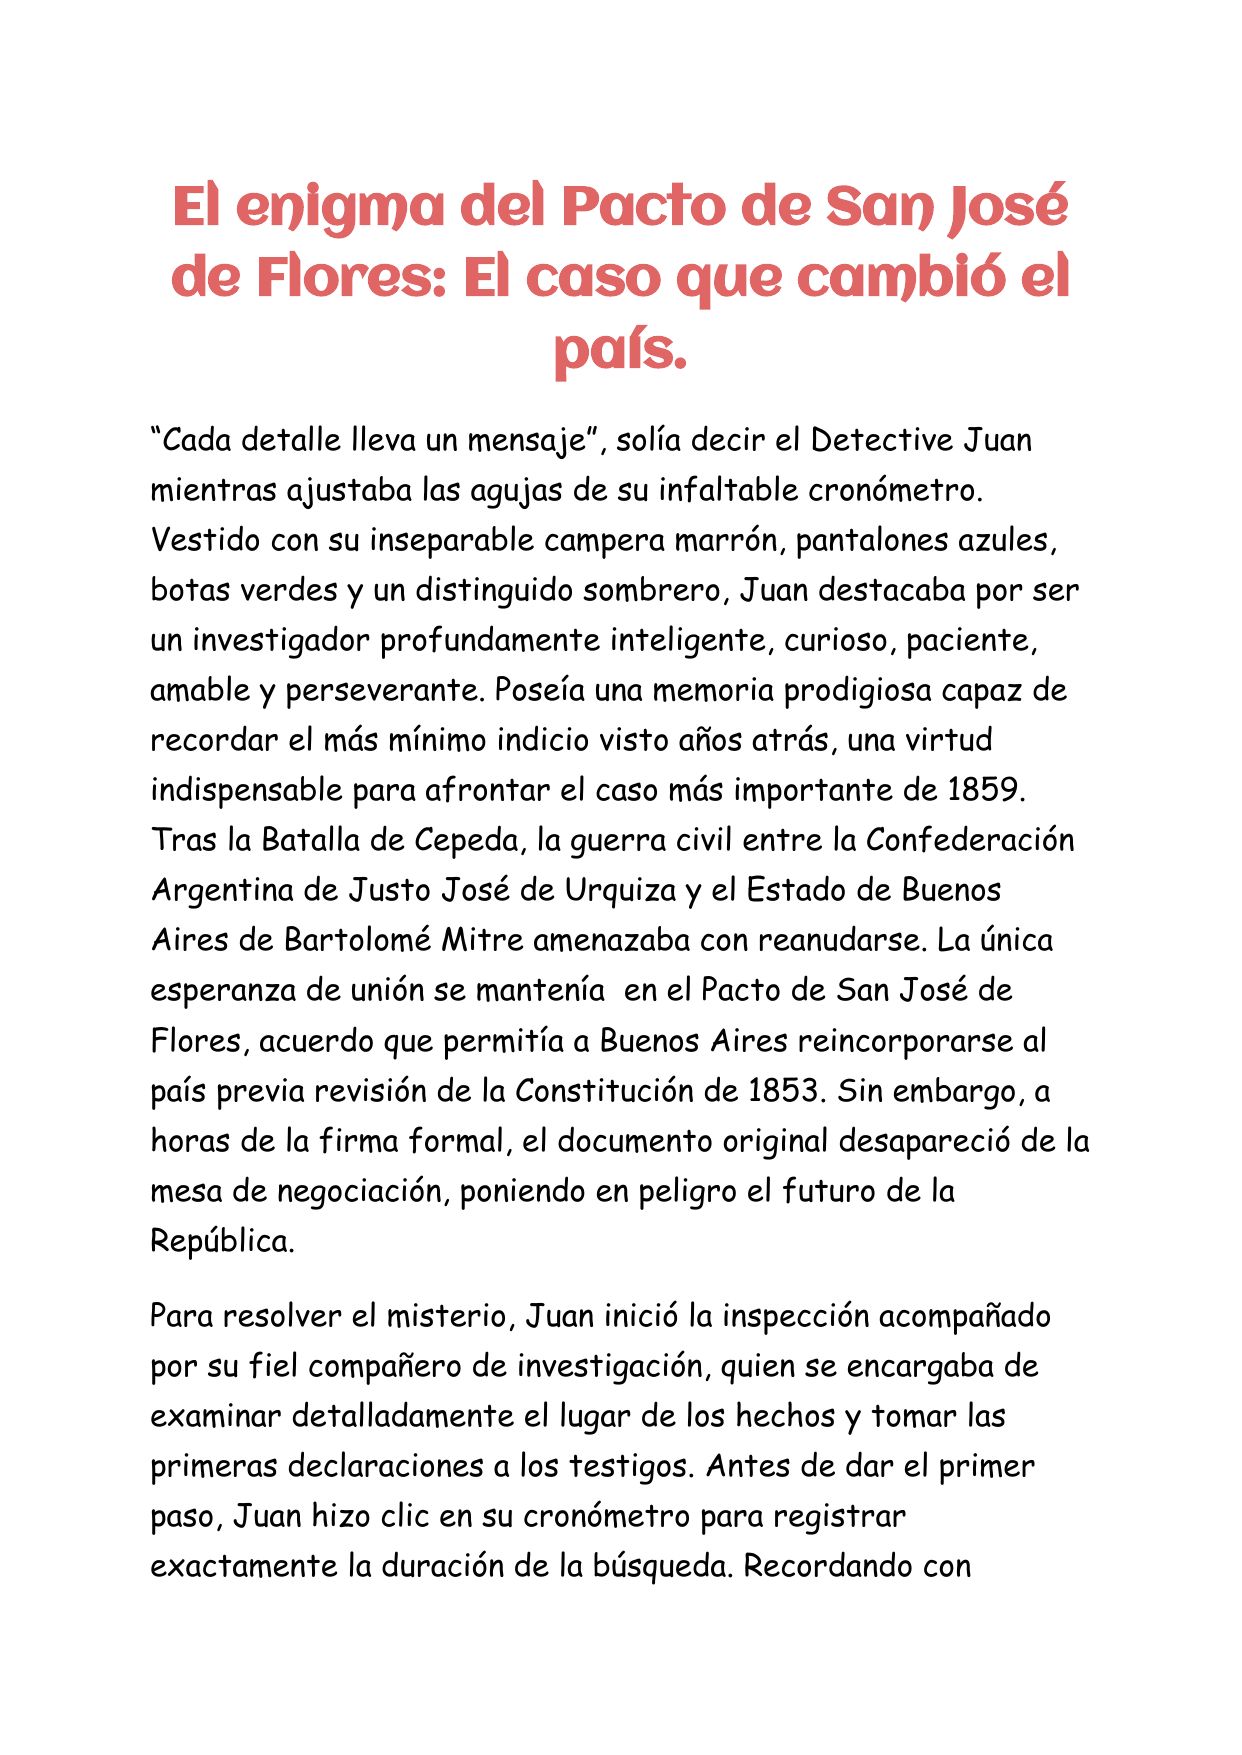 El enigma del Pacto de San José
de Flores: El caso que cambió el
país.
“Cada detalle lleva un mensaje”, solía decir el Detective Juan
mientras ajustaba las agujas de su infaltable cronómetro.
Vestido con su inseparable campera marrón, pantalones azules,
botas verdes y un distinguido sombrero, Juan destacaba por ser
un investigador profundamente inteligente, curioso, paciente,
amable y perseverante. Poseía una memoria prodigiosa capaz de
recordar el más mínimo indicio visto años atrás, una virtud
indispensable para afrontar el caso más importante de 1859.
Tras la Batalla de Cepeda, la guerra civil entre la Confederación
Argentina de Justo José de Urquiza y el Estado de Buenos
Aires de Bartolomé Mitre amenazaba con reanudarse. La única
esperanza de unión se mantenía  en el Pacto de San José de
Flores, acuerdo que permitía a Buenos Aires reincorporarse al
país previa revisión de la Constitución de 1853. Sin embargo, a
horas de la firma formal, el documento original desapareció de la
mesa de negociación, poniendo en peligro el futuro de la
República.
Para resolver el misterio, Juan inició la inspección acompañado
por su fiel compañero de investigación, quien se encargaba de
examinar detalladamente el lugar de los hechos y tomar las
primeras declaraciones a los testigos. Antes de dar el primer
paso, Juan hizo clic en su cronómetro para registrar
exactamente la duración de la búsqueda. Recordando con